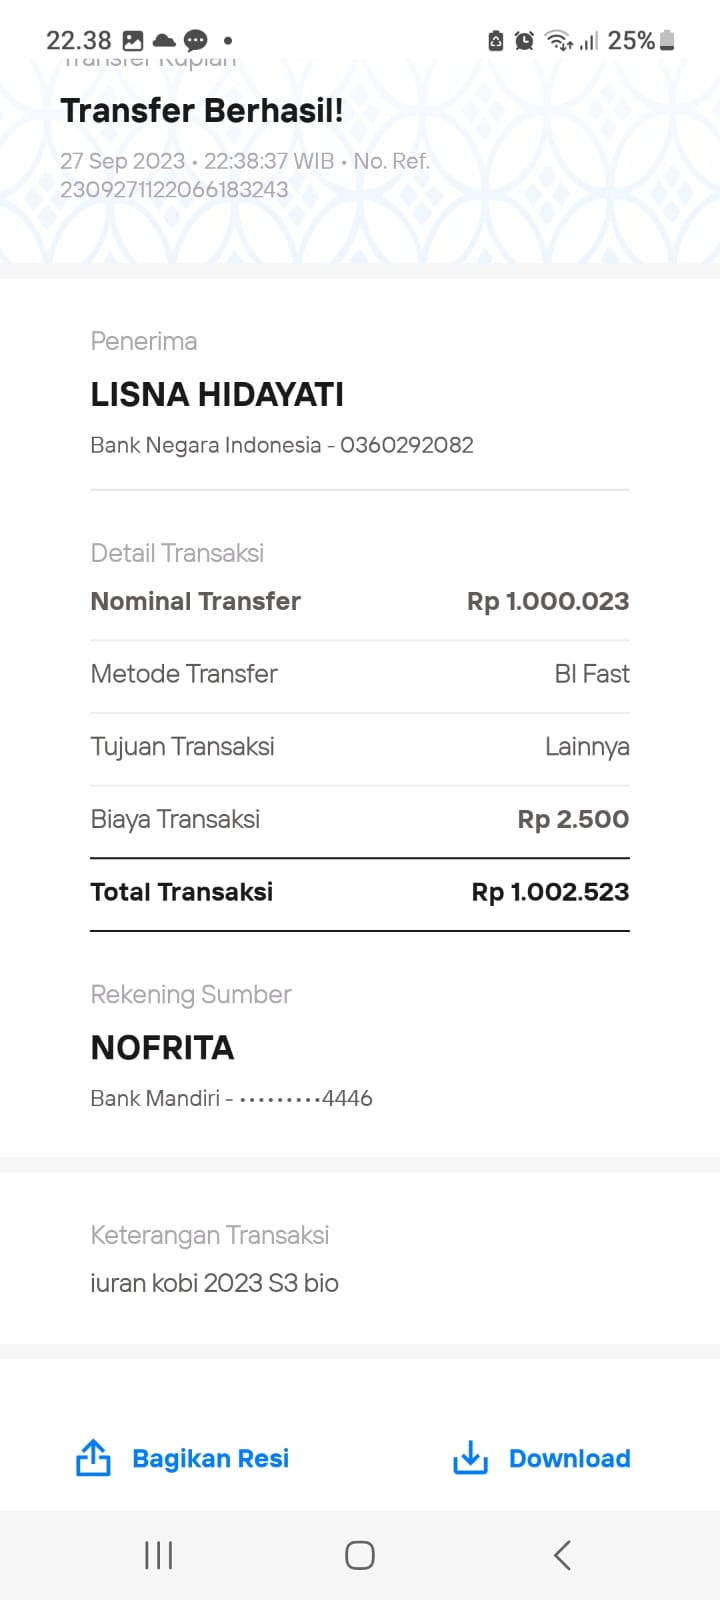 22.38
25%
Transfer Rupiah
Transfer Berhasil!
27 Sep 2023 • 22:38:37 WIB • No. Ref.
2309271122066183243
Penerima
LISNA HIDAYATI
Bank Negara Indonesia - 0360292082
Detail Transaksi
Nominal Transfer Rp 1.000.023
Metode Transfer BI Fast
Tujuan Transaksi Lainnya
Biaya Transaksi Rp 2.500
Total Transaksi Rp 1.002.523
Rekening Sumber
NOFRITA
Bank Mandiri - •••••••••4446
Keterangan Transaksi
iuran kobi 2023 S3 bio
Bagikan Resi Download